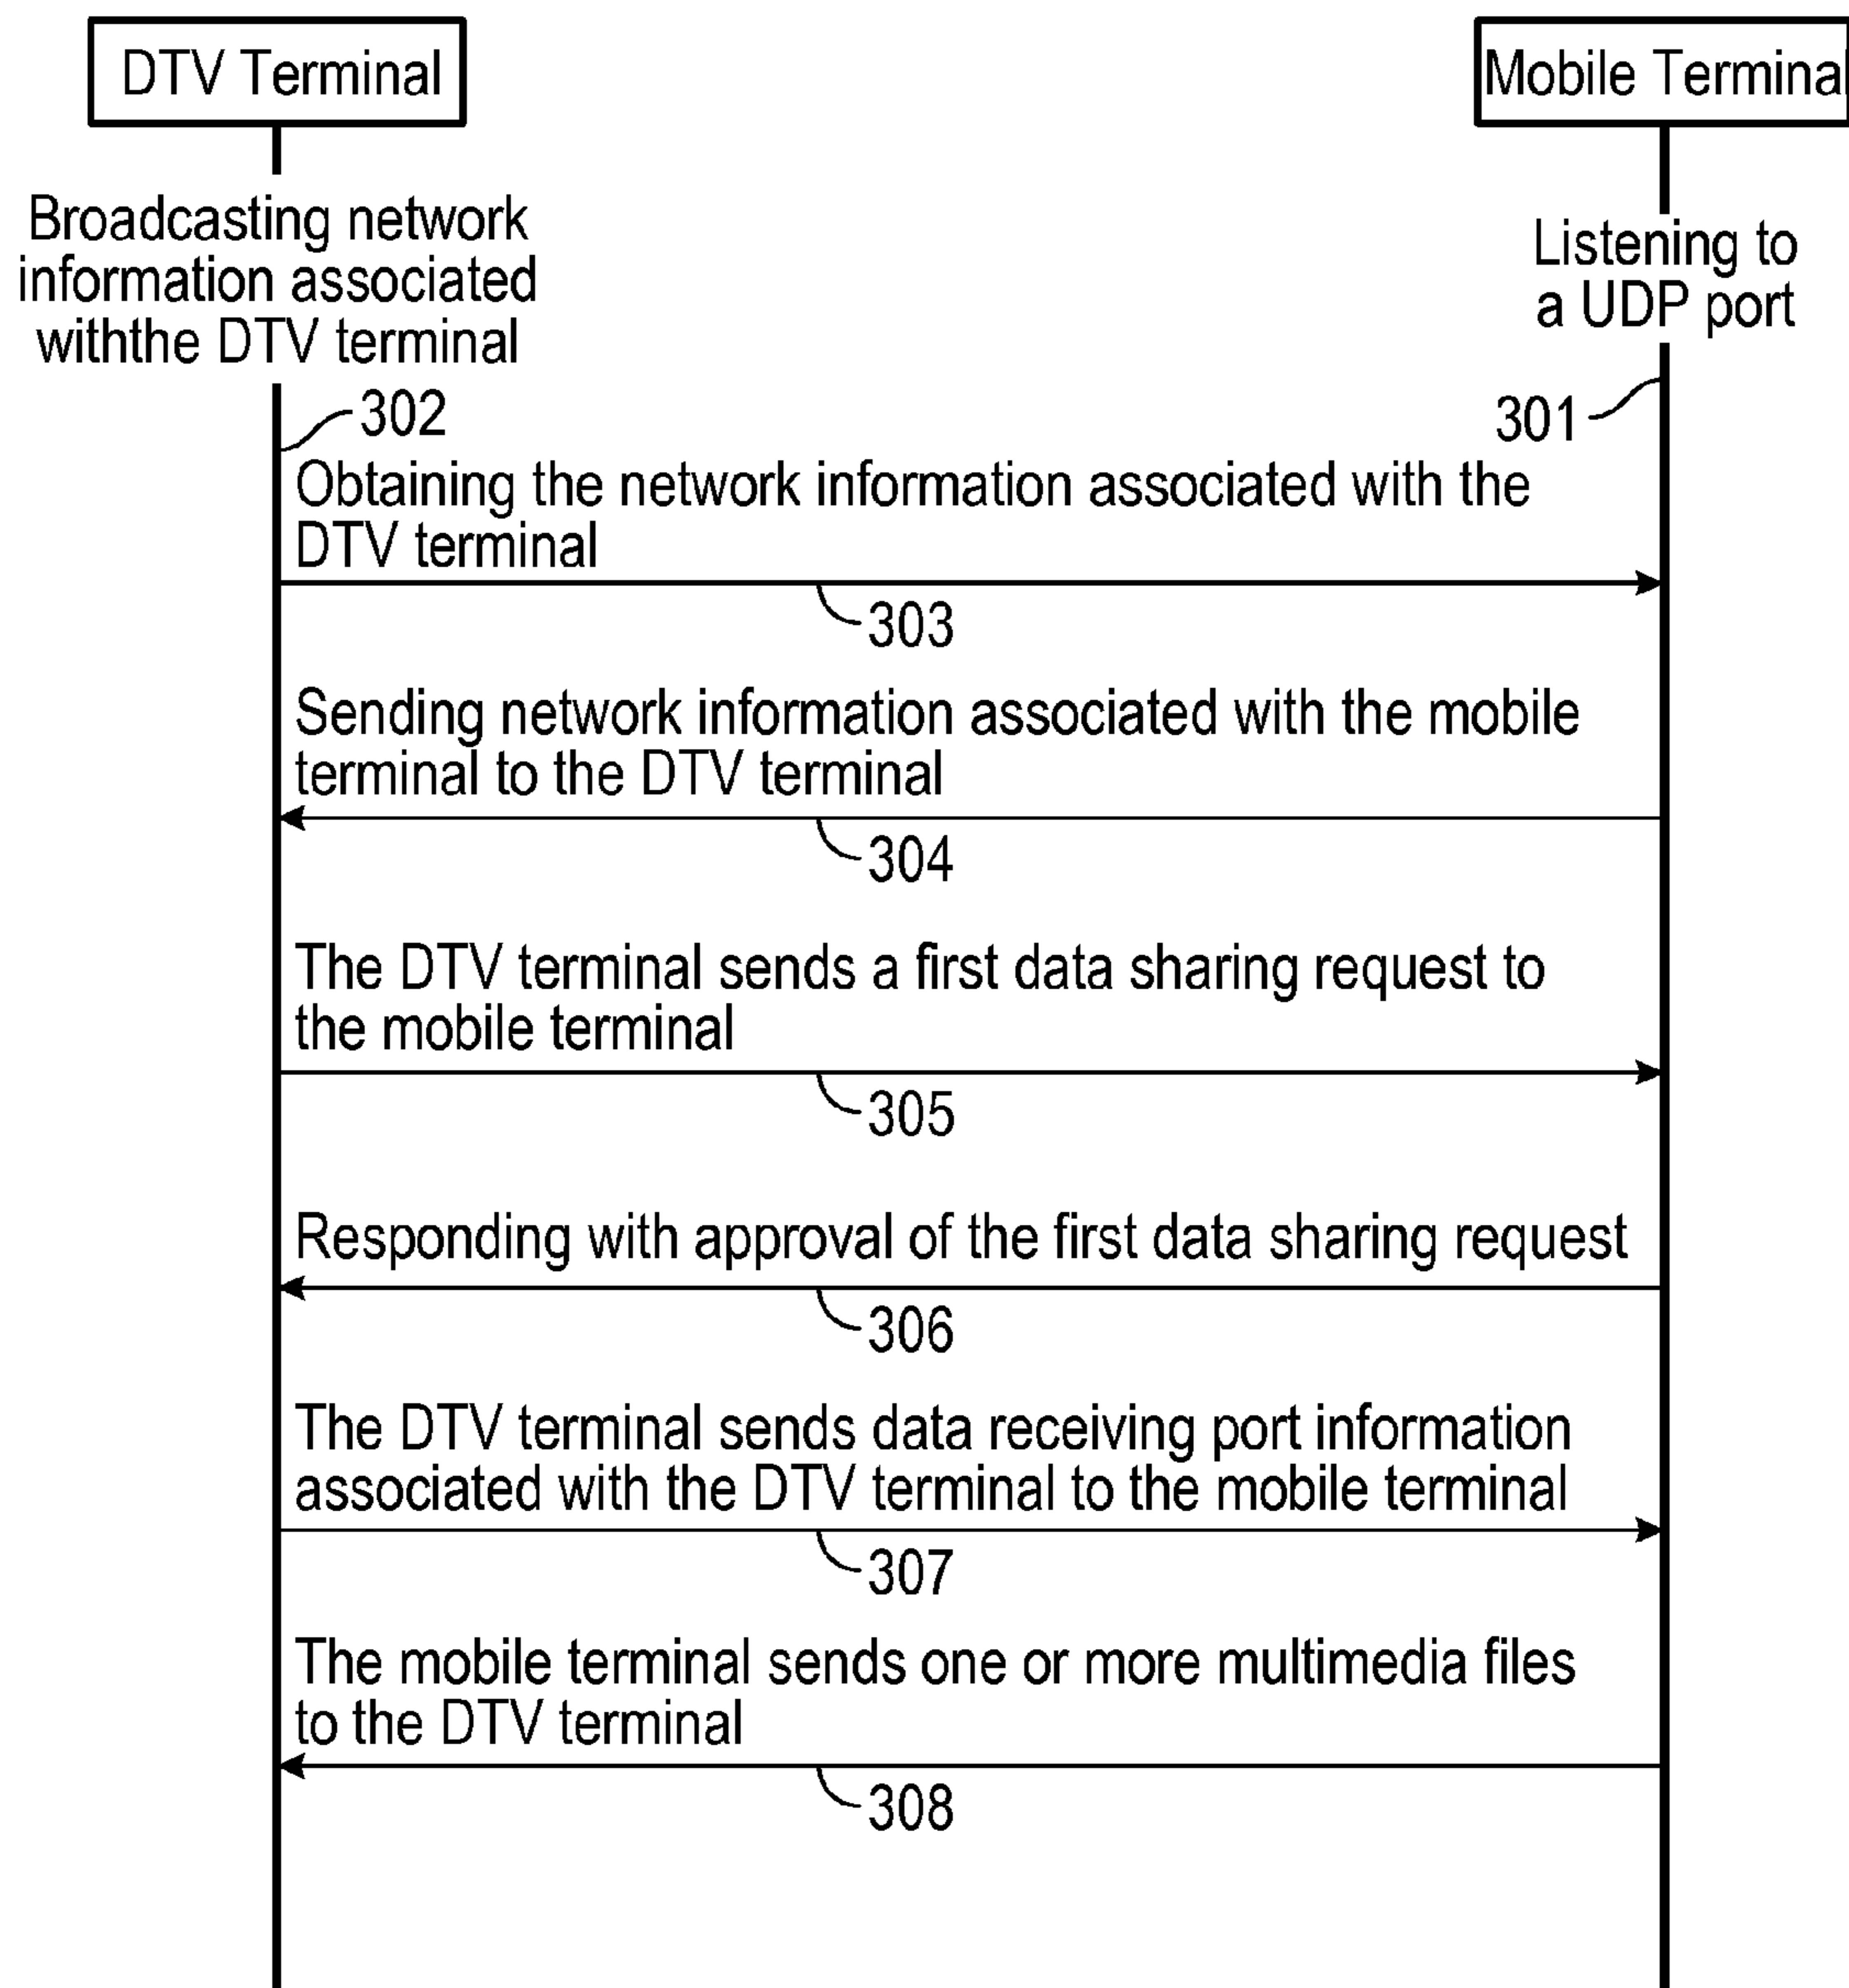 DTV Terminal
Mobile Terminal
Broadcasting network
information associated
withthe DTV terminal
Listening to
a UDP port
302
301
Obtaining the network information associated with the
DTV terminal
303
Sending network information associated with the mobile
terminal to the DTV terminal
304
The DTV terminal sends a first data sharing request to
the mobile terminal
305
Responding with approval of the first data sharing request
306
The DTV terminal sends data receiving port information
associated with the DTV terminal to the mobile terminal
307
The mobile terminal sends one or more multimedia files
to the DTV terminal
308